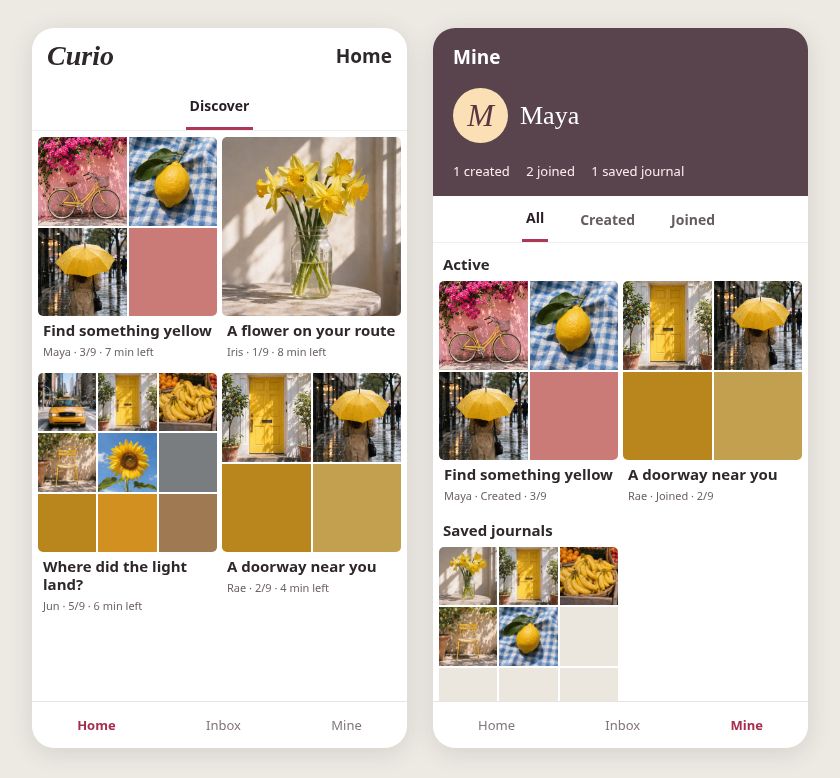 Curio
Home
Discover
Find something yellow
Maya · 3/9 · 7 min left
A flower on your route
Iris · 1/9 · 8 min left
Where did the light
land?
Jun · 5/9 · 6 min left
A doorway near you
Rae · 2/9 · 4 min left
Home Inbox Mine
Mine
M
Maya
1 created 2 joined 1 saved journal
All Created Joined
Active
Find something yellow
Maya · Created · 3/9
A doorway near you
Rae · Joined · 2/9
Saved journals
Home Inbox Mine